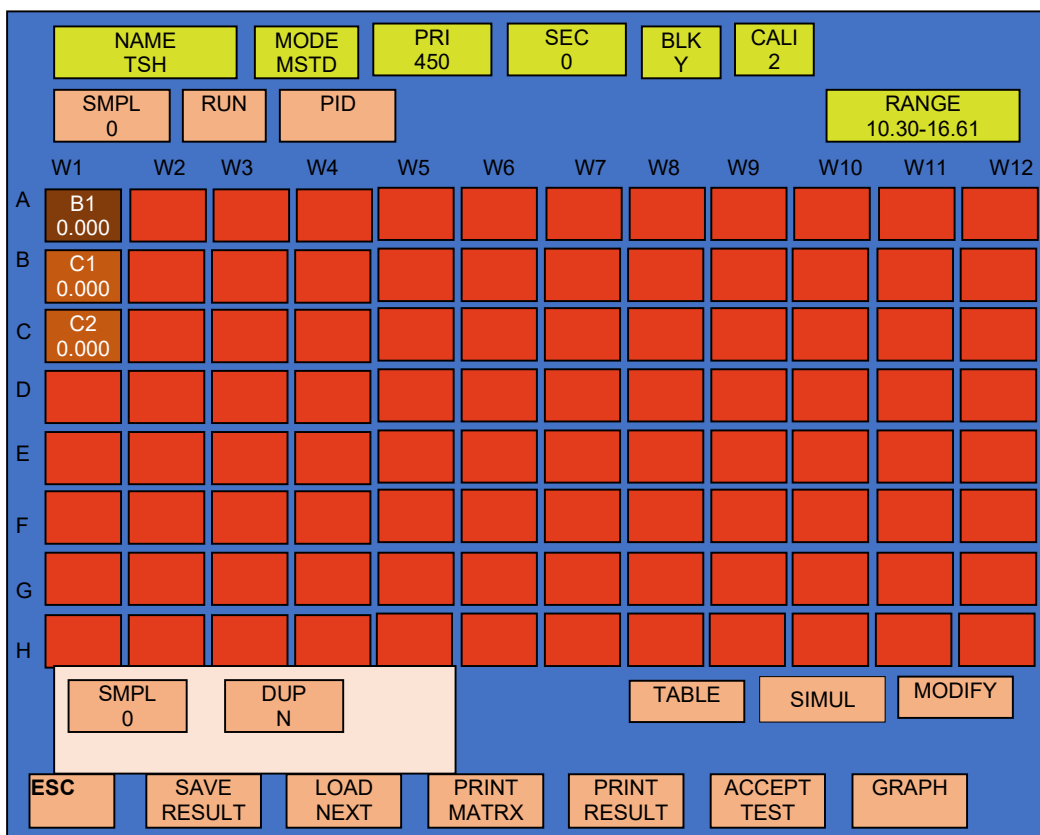 NAME
TSH
MODE
MSTD
PRI
450
SEC
0
BLK
Y
CALI
2
SMPL
0
RUN
PID
RANGE
10.30-16.61
W1 W2 W3 W4 W5 W6 W7 W8 W9 W10 W11 W12
A
B1
0.000
B
C1
0.000
C
C2
0.000
D
E
F
G
H
SMPL
0
DUP
N
TABLE
SIMUL
MODIFY
ESC
SAVE
RESULT
LOAD
NEXT
PRINT
MATRX
PRINT
RESULT
ACCEPT
TEST
GRAPH